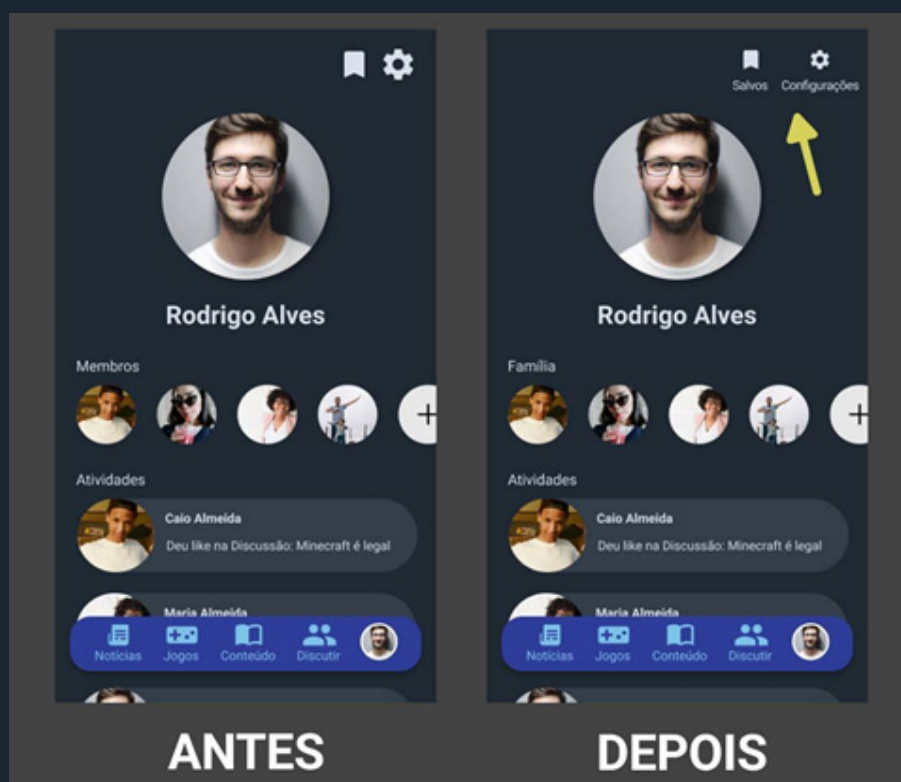 Salvos Configurações
Rodrigo Alves
Rodrigo Alves
Membros
Família
Atividades
Atividades
Caio Almeida
Deu like na Discussão: Minecraft é legal
Caio Almeida
Deu like na Discussão: Minecraft é legal
Maria Almeida
Maria Almeida
Notícias Jogos Conteúdo Discutir
Notícias Jogos Conteúdo Discutir
ANTES
DEPOIS